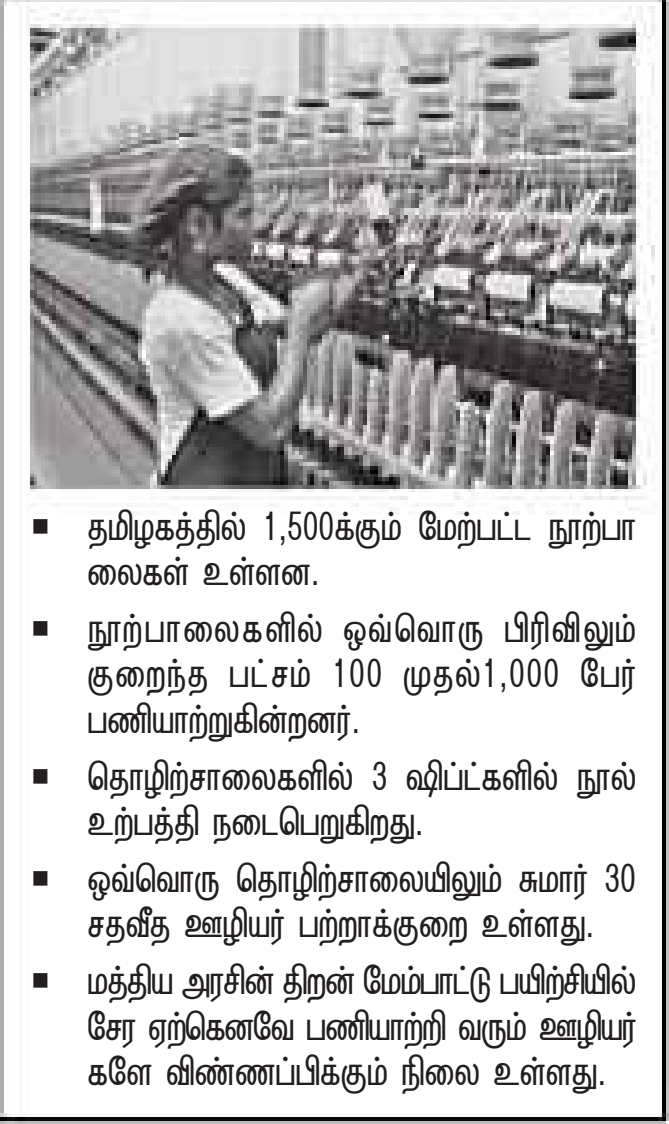 ▪ தமிழகத்தில் 1,500க்கும் மேற்பட்ட நூற்பா
லைகள் உள்ளன.
▪ நூற்பாலைகளில் ஒவ்வொரு பிரிவிலும்
குறைந்த பட்சம் 100 முதல்1,000 பேர்
பணியாற்றுகின்றனர்.
▪ தொழிற்சாலைகளில் 3 ஷிப்ட்களில் நூல்
உற்பத்தி நடைபெறுகிறது.
▪ ஒவ்வொரு தொழிற்சாலையிலும் சுமார் 30
சதவீத ஊழியர் பற்றாக்குறை உள்ளது.
▪ மத்திய அரசின் திறன் மேம்பாட்டு பயிற்சியில்
சேர ஏற்கெனவே பணியாற்றி வரும் ஊழியர்
களே விண்ணப்பிக்கும் நிலை உள்ளது.